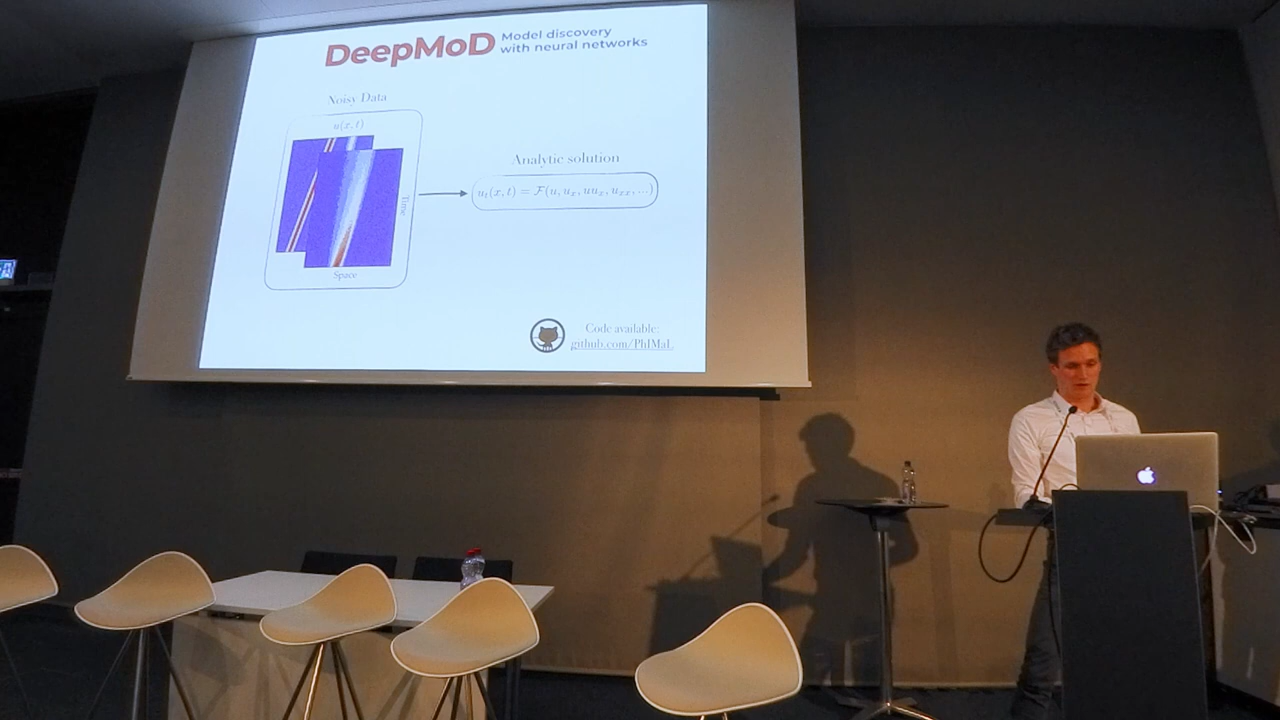 DeepMoD Model discovery
with neural networks
Noisy Data
u(x, t)
Time
Space
Analytic solution
u_t(x, t) = F(u, u_x, uu_x, u_xx, ...)
Code available:
github.com/PhIMaL